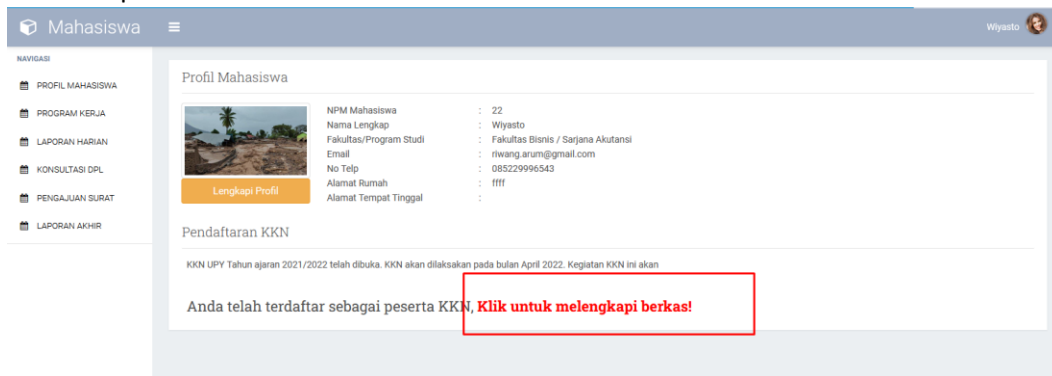 Mahasiswa
Wiyasto
NAVIGASI
PROFIL MAHASISWA
PROGRAM KERJA
LAPORAN HARIAN
KONSULTASI DPL
PENGAJUAN SURAT
LAPORAN AKHIR
Profil Mahasiswa
Lengkapi Profil
NPM Mahasiswa : 22
Nama Lengkap : Wiyasto
Fakultas/Program Studi : Fakultas Bisnis / Sarjana Akutansi
Email : riwang.arum@gmail.com
No Telp : 085229996543
Alamat Rumah : ffff
Alamat Tempat Tinggal :
Pendaftaran KKN
KKN UPY Tahun ajaran 2021/2022 telah dibuka. KKN akan dilaksakan pada bulan April 2022. Kegiatan KKN ini akan
Anda telah terdaftar sebagai peserta KKN, Klik untuk melengkapi berkas!